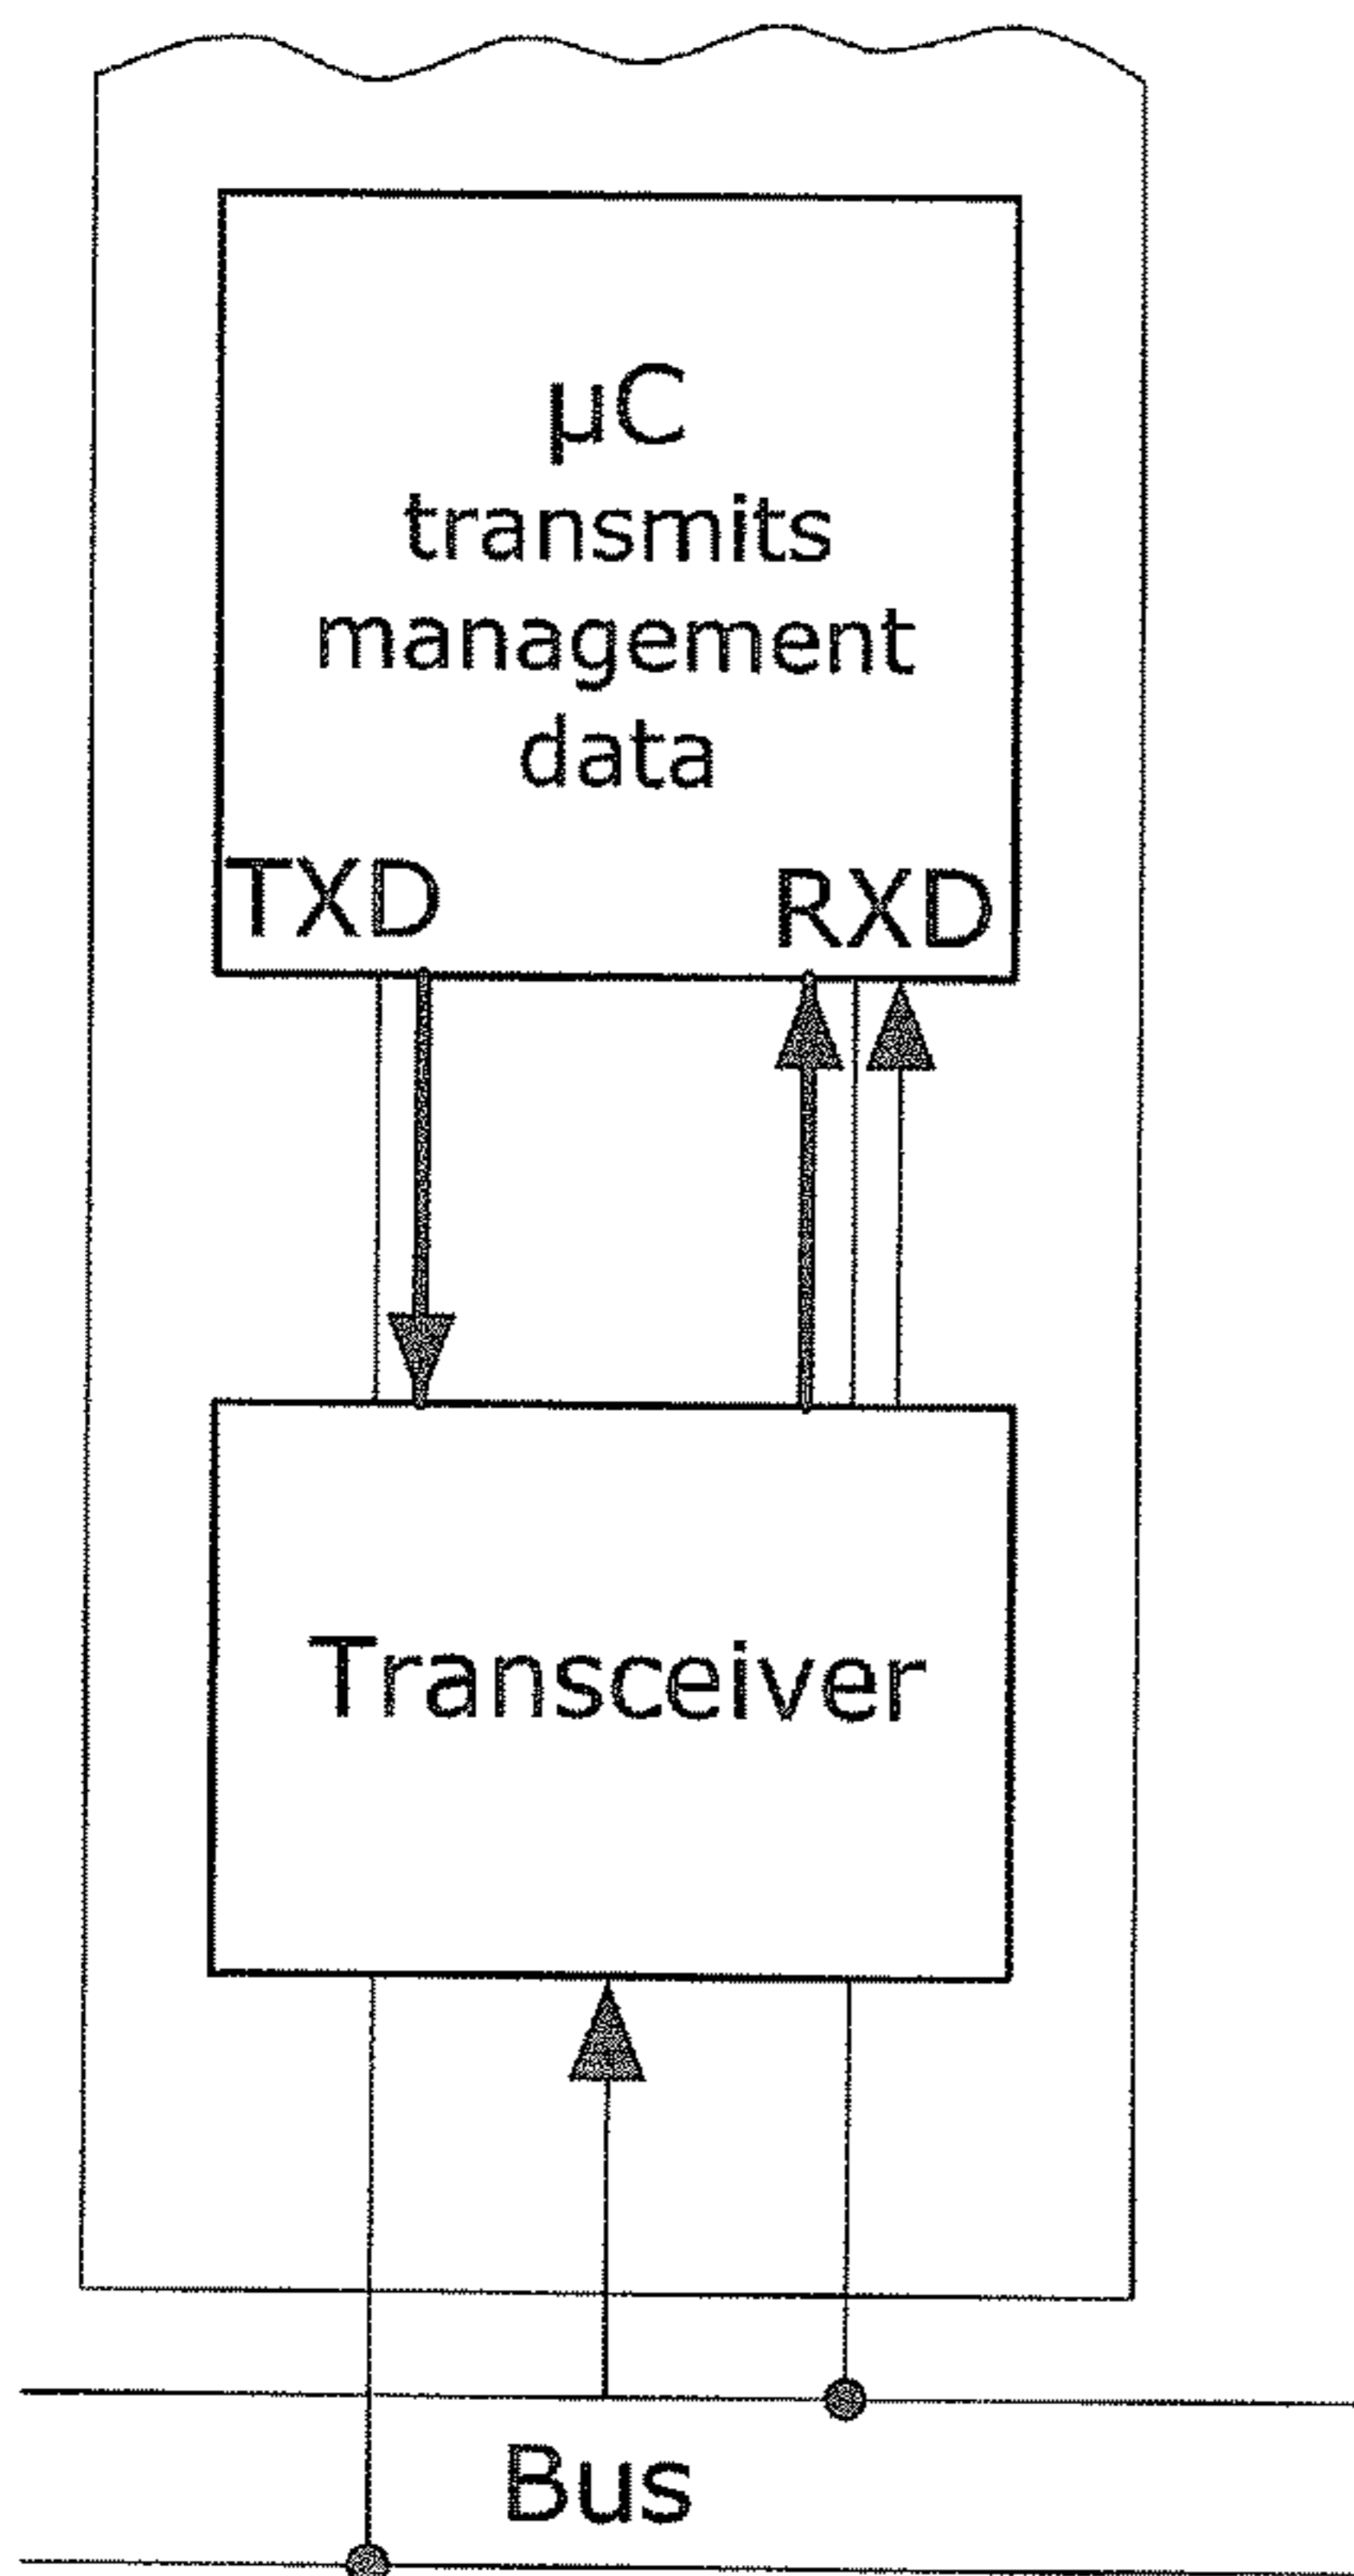 μC
transmits
management
data
TXD RXD
Transceiver
Bus